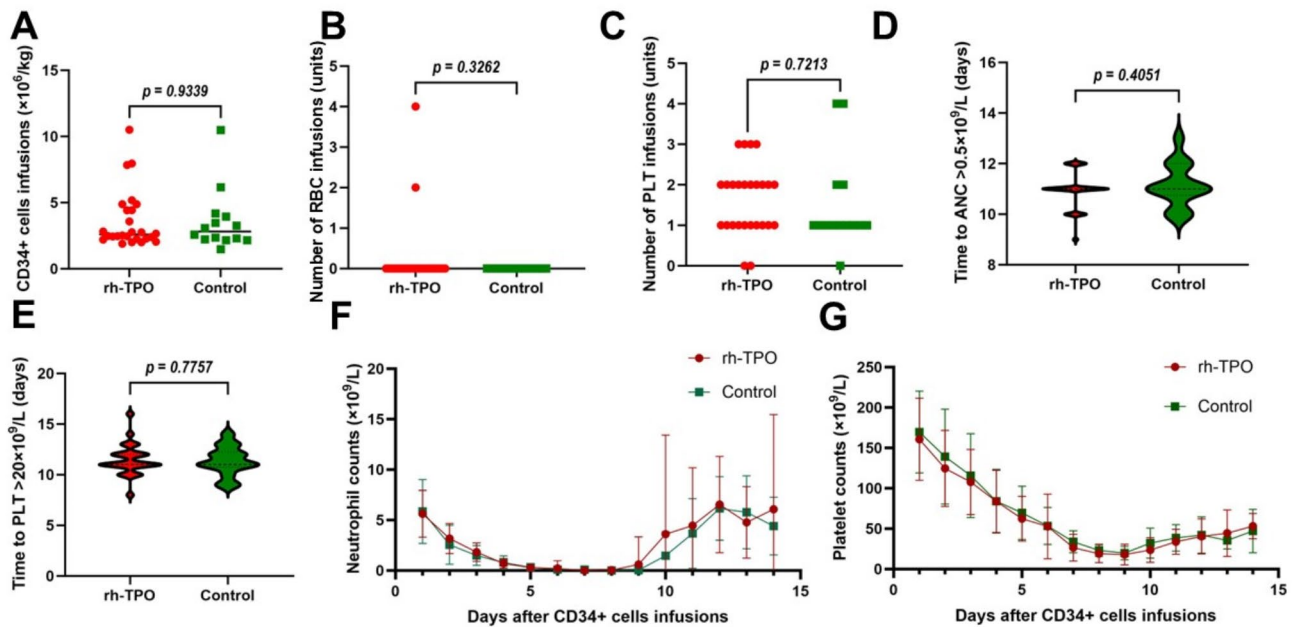 A
CD34+ cells infusions (×10⁶/kg)
15
10
5
0
p = 0.9339
rh-TPO
Control
B
Number of RBC infusions (units)
5
4
3
2
1
0
p = 0.3262
rh-TPO
Control
C
Number of PLT infusions (units)
5
4
3
2
1
0
p = 0.7213
rh-TPO
Control
D
Time to ANC >0.5×10⁹/L (days)
16
14
12
10
8
p = 0.4051
rh-TPO
Control
E
Time to PLT >20×10⁹/L (days)
20
15
10
5
0
p = 0.7757
rh-TPO
Control
F
Neutrophil counts (×10⁹/L)
20
15
10
5
0
rh-TPO
Control
0
5
10
15
Days after CD34+ cells infusions
G
Platelet counts (×10⁹/L)
250
200
150
100
50
0
rh-TPO
Control
0
5
10
15
Days after CD34+ cells infusions